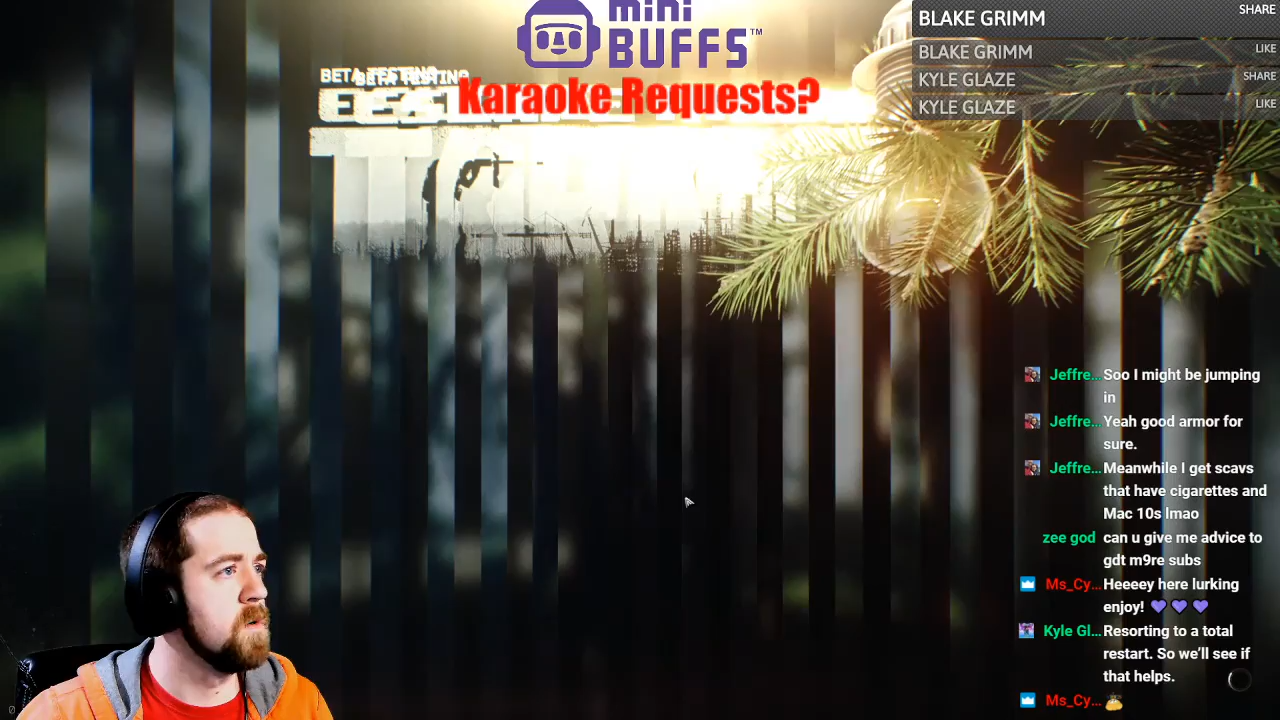 mini
BUFFS™
BETA TESTING
BETA TESTING
Karaoke Requests?
BLAKE GRIMM SHARE
BLAKE GRIMM LIKE
KYLE GLAZE SHARE
KYLE GLAZE LIKE
Jeffre... Soo I might be jumping
in
Jeffre... Yeah good armor for
sure.
Jeffre... Meanwhile I get scavs
that have cigarettes and
Mac 10s lmao
zee god can u give me advice to
gdt m9re subs
Ms_Cy... Heeeey here lurking
enjoy! 💜 💜 💜
Kyle Gl... Resorting to a total
restart. So we'll see if
that helps.
Ms_Cy...